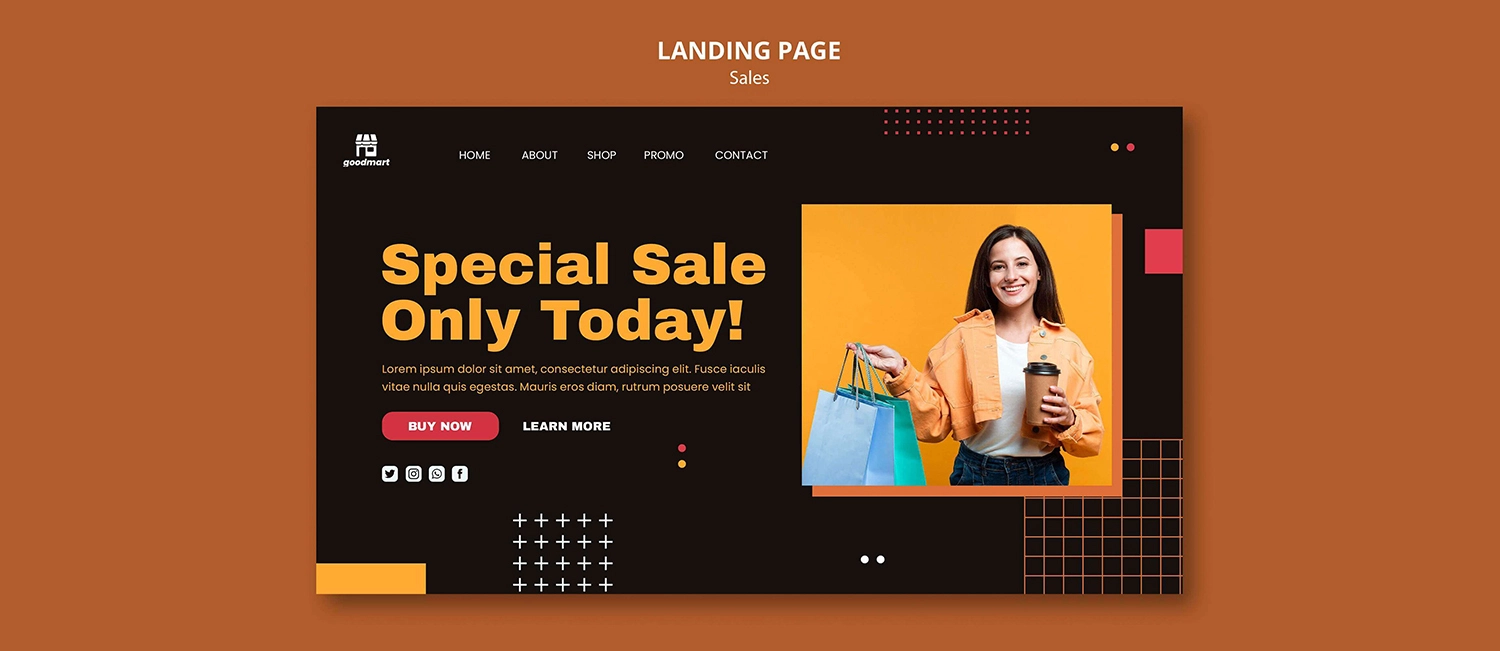 LANDING PAGE
Sales
goodmart
HOME ABOUT SHOP PROMO CONTACT
Special Sale
Only Today!
Lorem ipsum dolor sit amet, consectetur adipiscing elit. Fusce iaculis
vitae nulla quis egestas. Mauris eros diam, rutrum posuere velit sit
BUY NOW LEARN MORE